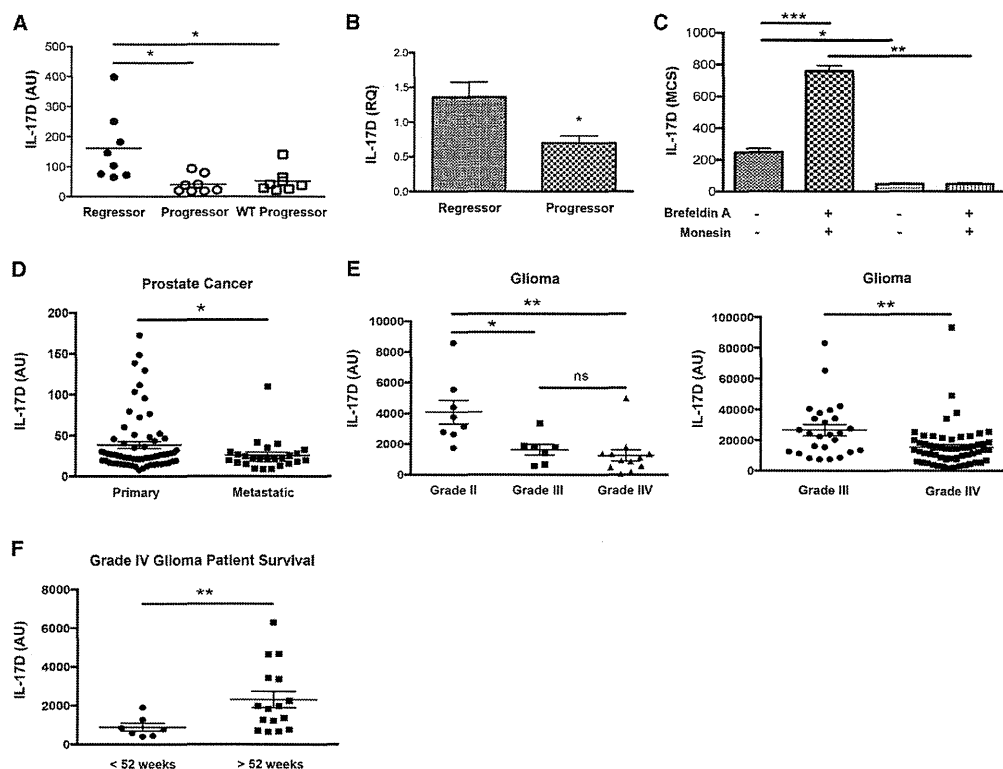 A
IL-17D (AU)
500
400
300
200
100
0
*
*
Regressor
Progressor
WT Progressor
B
IL-17D (RQ)
2.0
1.5
1.0
0.5
0.0
*
Regressor
Progressor
C
IL-17D (MCS)
1000
800
600
400
200
0
***
*
**
Brefeldin A - + - +
Monesin - + - +
D
Prostate Cancer
IL-17D (AU)
200
150
100
50
0
*
Primary
Metastatic
E
Glioma
IL-17D (AU)
10000
8000
6000
4000
2000
0
**
*
ns
Grade II
Grade III
Grade IIV
Glioma
IL-17D (AU)
100000
80000
60000
40000
20000
0
**
Grade III
Grade IIV
F
Grade IV Glioma Patient Survival
IL-17D (AU)
8000
6000
4000
2000
0
**
< 52 weeks
> 52 weeks